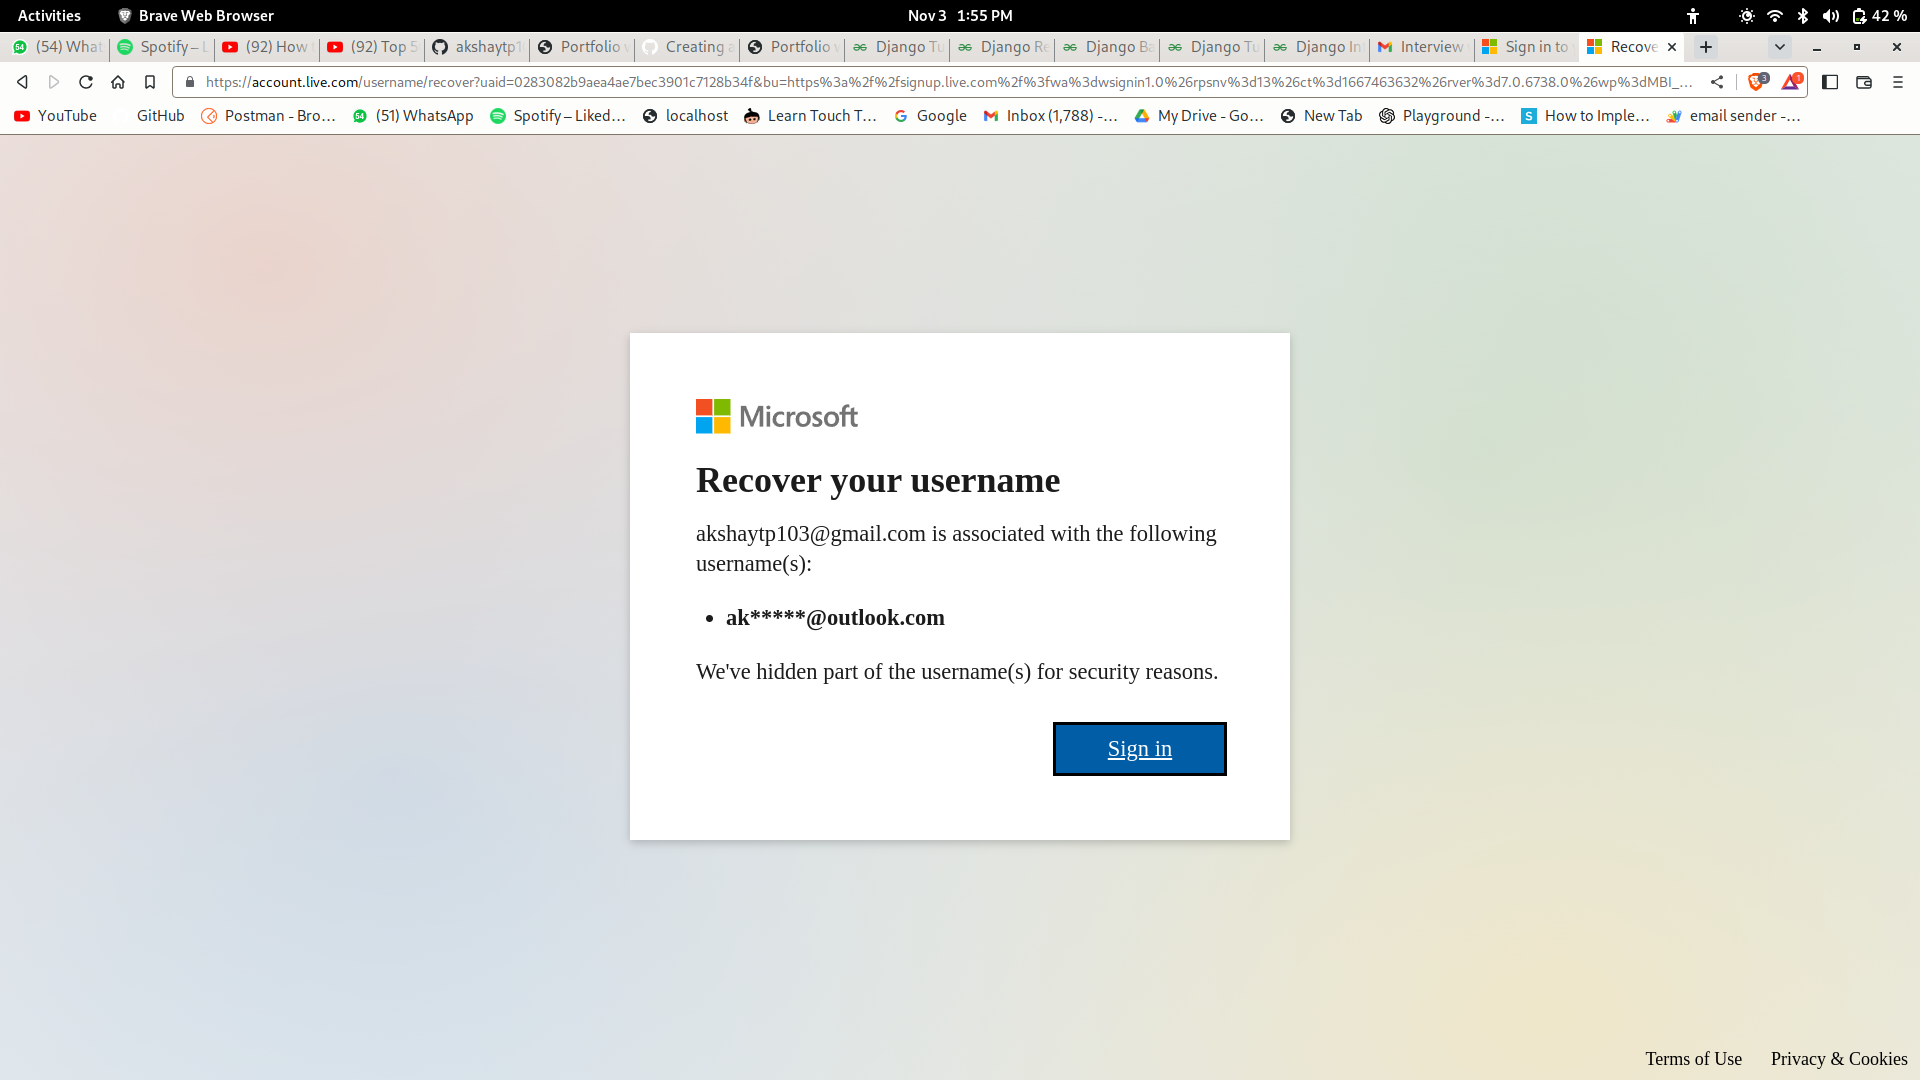 Activities Brave Web Browser Nov 3 1:55 PM 42 %
(54) What Spotify – L (92) How (92) Top 5 akshaytp1 Portfolio Creating a Portfolio Django Tu Django Re Django Ba Django Tu Django In Interview Sign in to Recove
https://account.live.com/username/recover?uaid=0283082b9aea4ae7bec3901c7128b34f&bu=https%3a%2f%2fsignup.live.com%2f%3fwa%3dwsignin1.0%26rpsnv%3d13%26ct%3d1667463632%26rver%3d7.0.6738.0%26wp%3dMBI_... 3 1
YouTube GitHub Postman - Bro... (51) WhatsApp Spotify – Liked... localhost Learn Touch T... Google Inbox (1,788) -... My Drive - Go... New Tab Playground -... S How to Imple... email sender -...
Microsoft
Recover your username
akshaytp103@gmail.com is associated with the following
username(s):
• ak*****@outlook.com
We've hidden part of the username(s) for security reasons.
Sign in
Terms of Use Privacy & Cookies